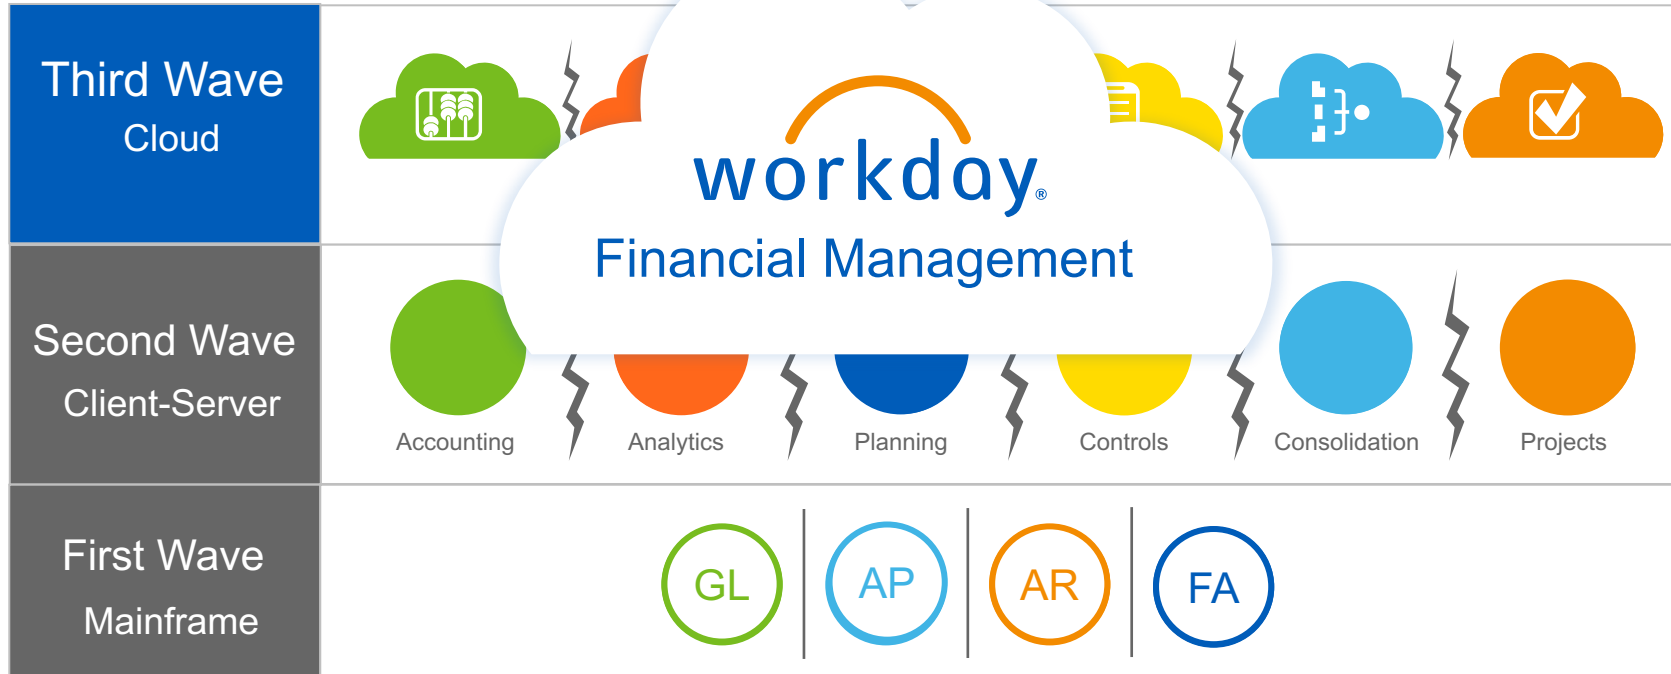 Third Wave
Cloud
workday®
Financial Management
Second Wave
Client-Server
Accounting
Analytics
Planning
Controls
Consolidation
Projects
First Wave
Mainframe
GL
AP
AR
FA